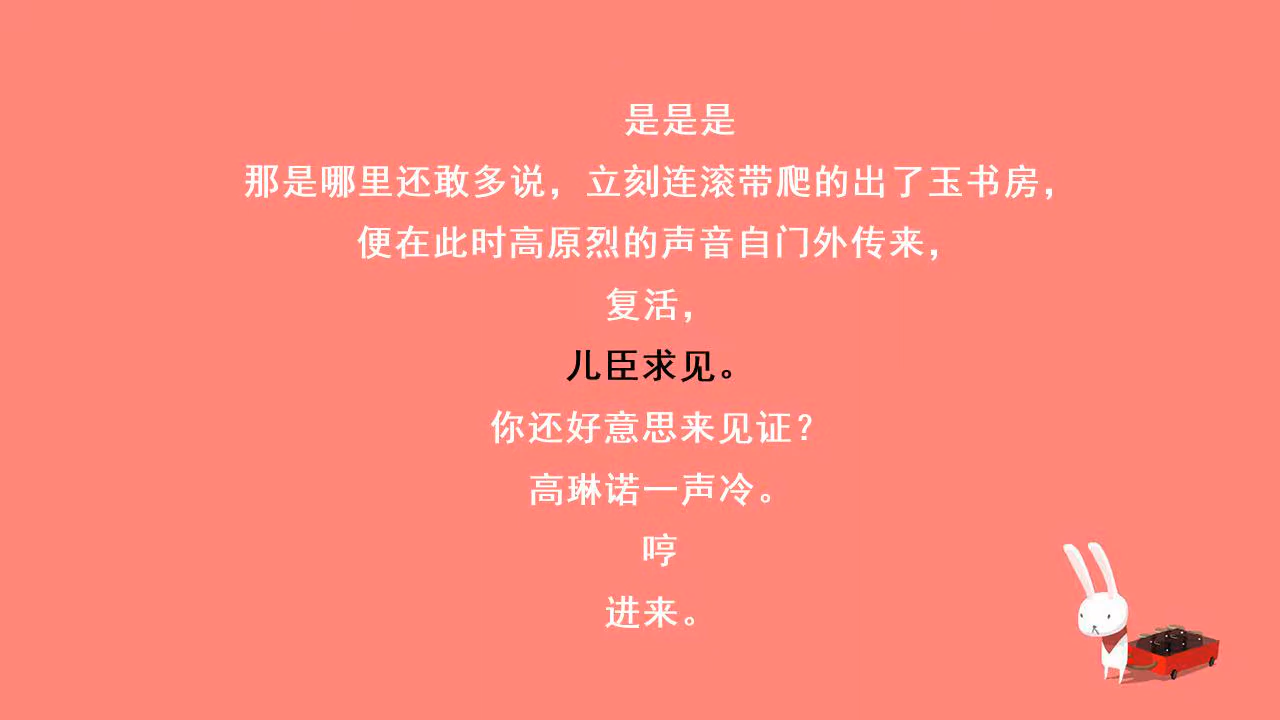 是是是
那是哪里还敢多说，立刻连滚带爬的出了玉书房，
便在此时高原烈的声音自门外传来，
复活，
儿臣求见。
你还好意思来见证？
高琳诺一声冷。
哼
进来。